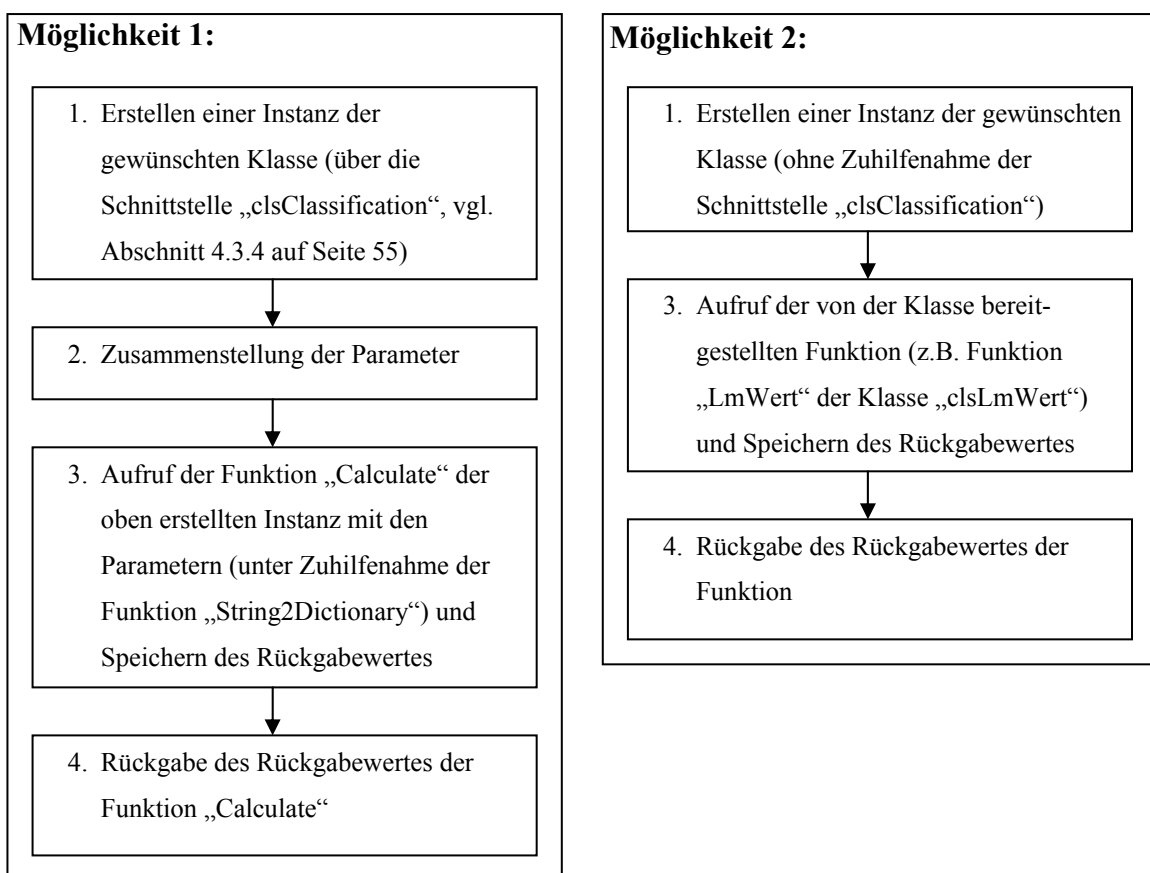 Möglichkeit 1:
1. Erstellen einer Instanz der
gewünschten Klasse (über die
Schnittstelle „clsClassification“, vgl.
Abschnitt 4.3.4 auf Seite 55)
2. Zusammenstellung der Parameter
3. Aufruf der Funktion „Calculate“ der
oben erstellten Instanz mit den
Parametern (unter Zuhilfenahme der
Funktion „String2Dictionary“) und
Speichern des Rückgabewertes
4. Rückgabe des Rückgabewertes der
Funktion „Calculate“
Möglichkeit 2:
1. Erstellen einer Instanz der gewünschten
Klasse (ohne Zuhilfenahme der
Schnittstelle „clsClassification“)
3. Aufruf der von der Klasse bereit-
gestellten Funktion (z.B. Funktion
„LmWert“ der Klasse „clsLmWert“)
und Speichern des Rückgabewertes
4. Rückgabe des Rückgabewertes der
Funktion